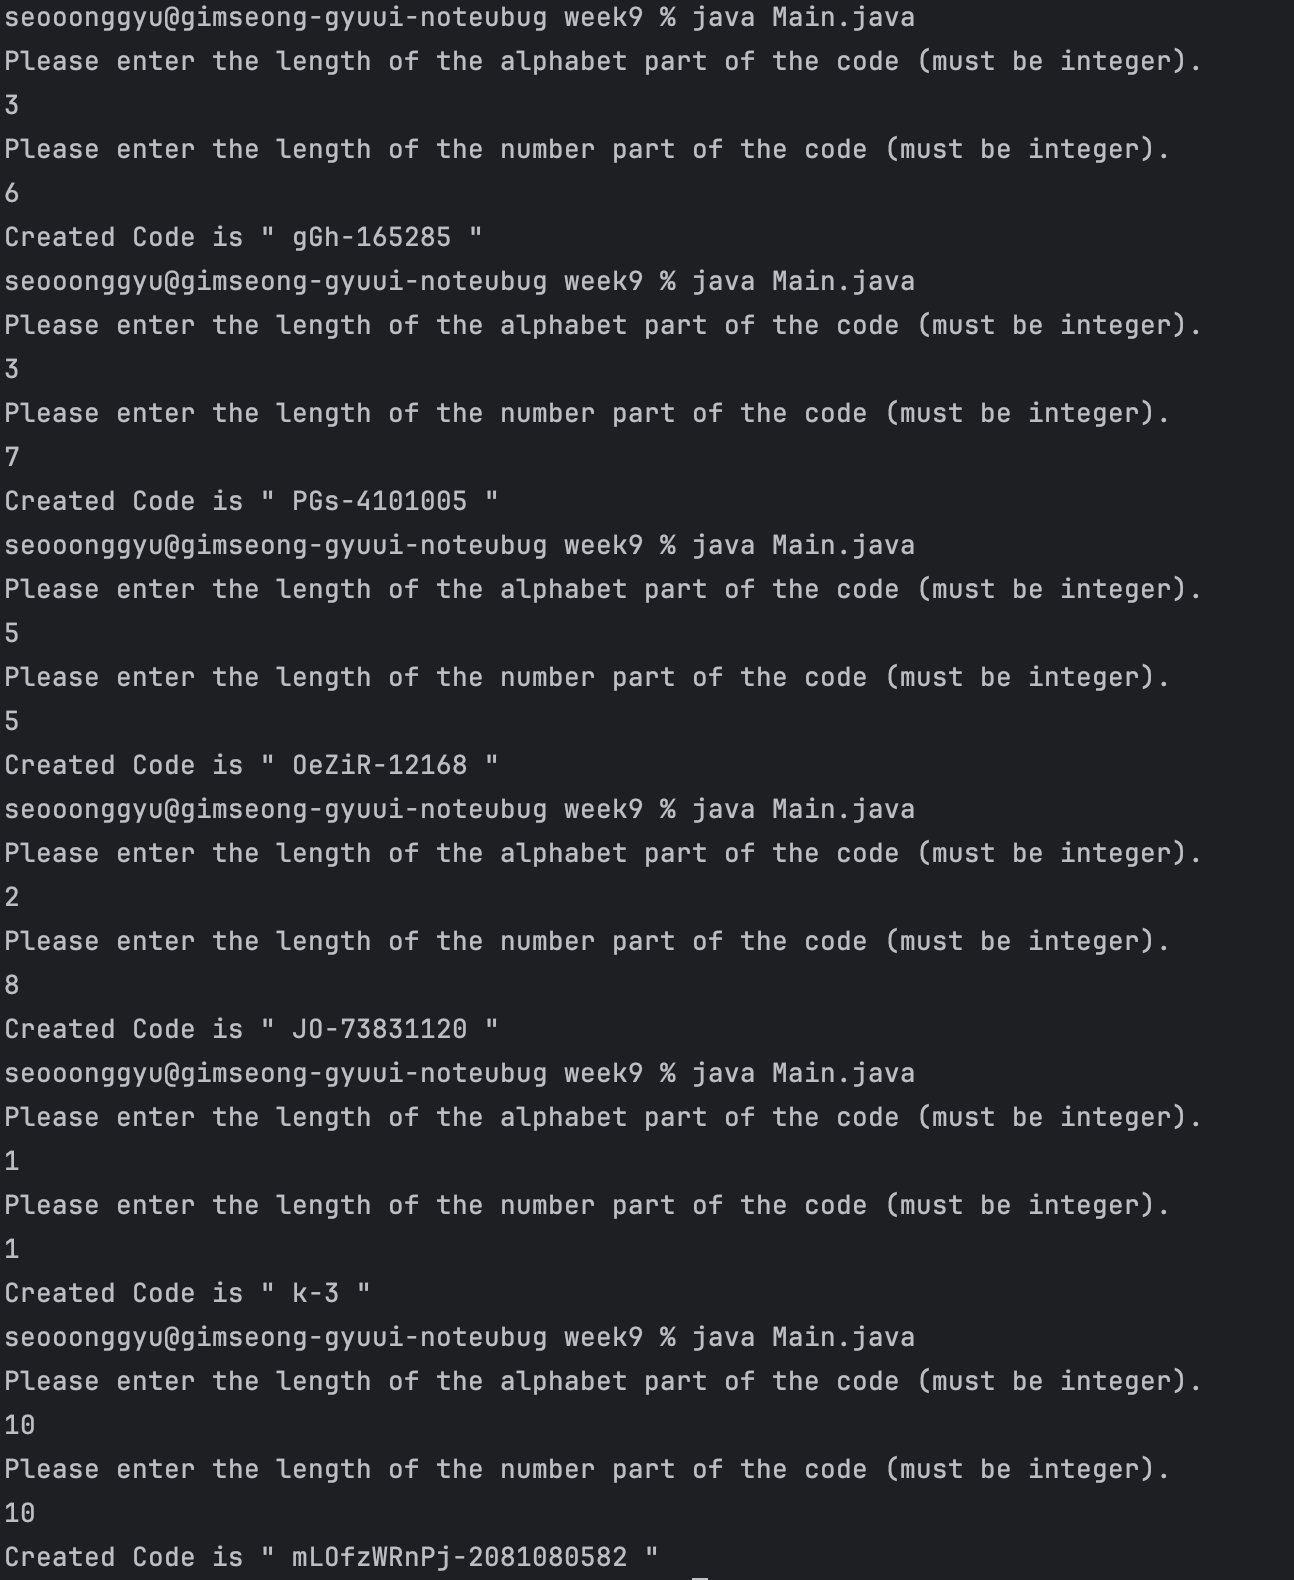 seooonggyu@gimseong-gyuui-noteubug week9 % java Main.java
Please enter the length of the alphabet part of the code (must be integer).
3
Please enter the length of the number part of the code (must be integer).
6
Created Code is " gGh-165285 "
seooonggyu@gimseong-gyuui-noteubug week9 % java Main.java
Please enter the length of the alphabet part of the code (must be integer).
3
Please enter the length of the number part of the code (must be integer).
7
Created Code is " PGs-4101005 "
seooonggyu@gimseong-gyuui-noteubug week9 % java Main.java
Please enter the length of the alphabet part of the code (must be integer).
5
Please enter the length of the number part of the code (must be integer).
5
Created Code is " OeZiR-12168 "
seooonggyu@gimseong-gyuui-noteubug week9 % java Main.java
Please enter the length of the alphabet part of the code (must be integer).
2
Please enter the length of the number part of the code (must be integer).
8
Created Code is " JO-73831120 "
seooonggyu@gimseong-gyuui-noteubug week9 % java Main.java
Please enter the length of the alphabet part of the code (must be integer).
1
Please enter the length of the number part of the code (must be integer).
1
Created Code is " k-3 "
seooonggyu@gimseong-gyuui-noteubug week9 % java Main.java
Please enter the length of the alphabet part of the code (must be integer).
10
Please enter the length of the number part of the code (must be integer).
10
Created Code is " mLOfzWRnPj-2081080582 "